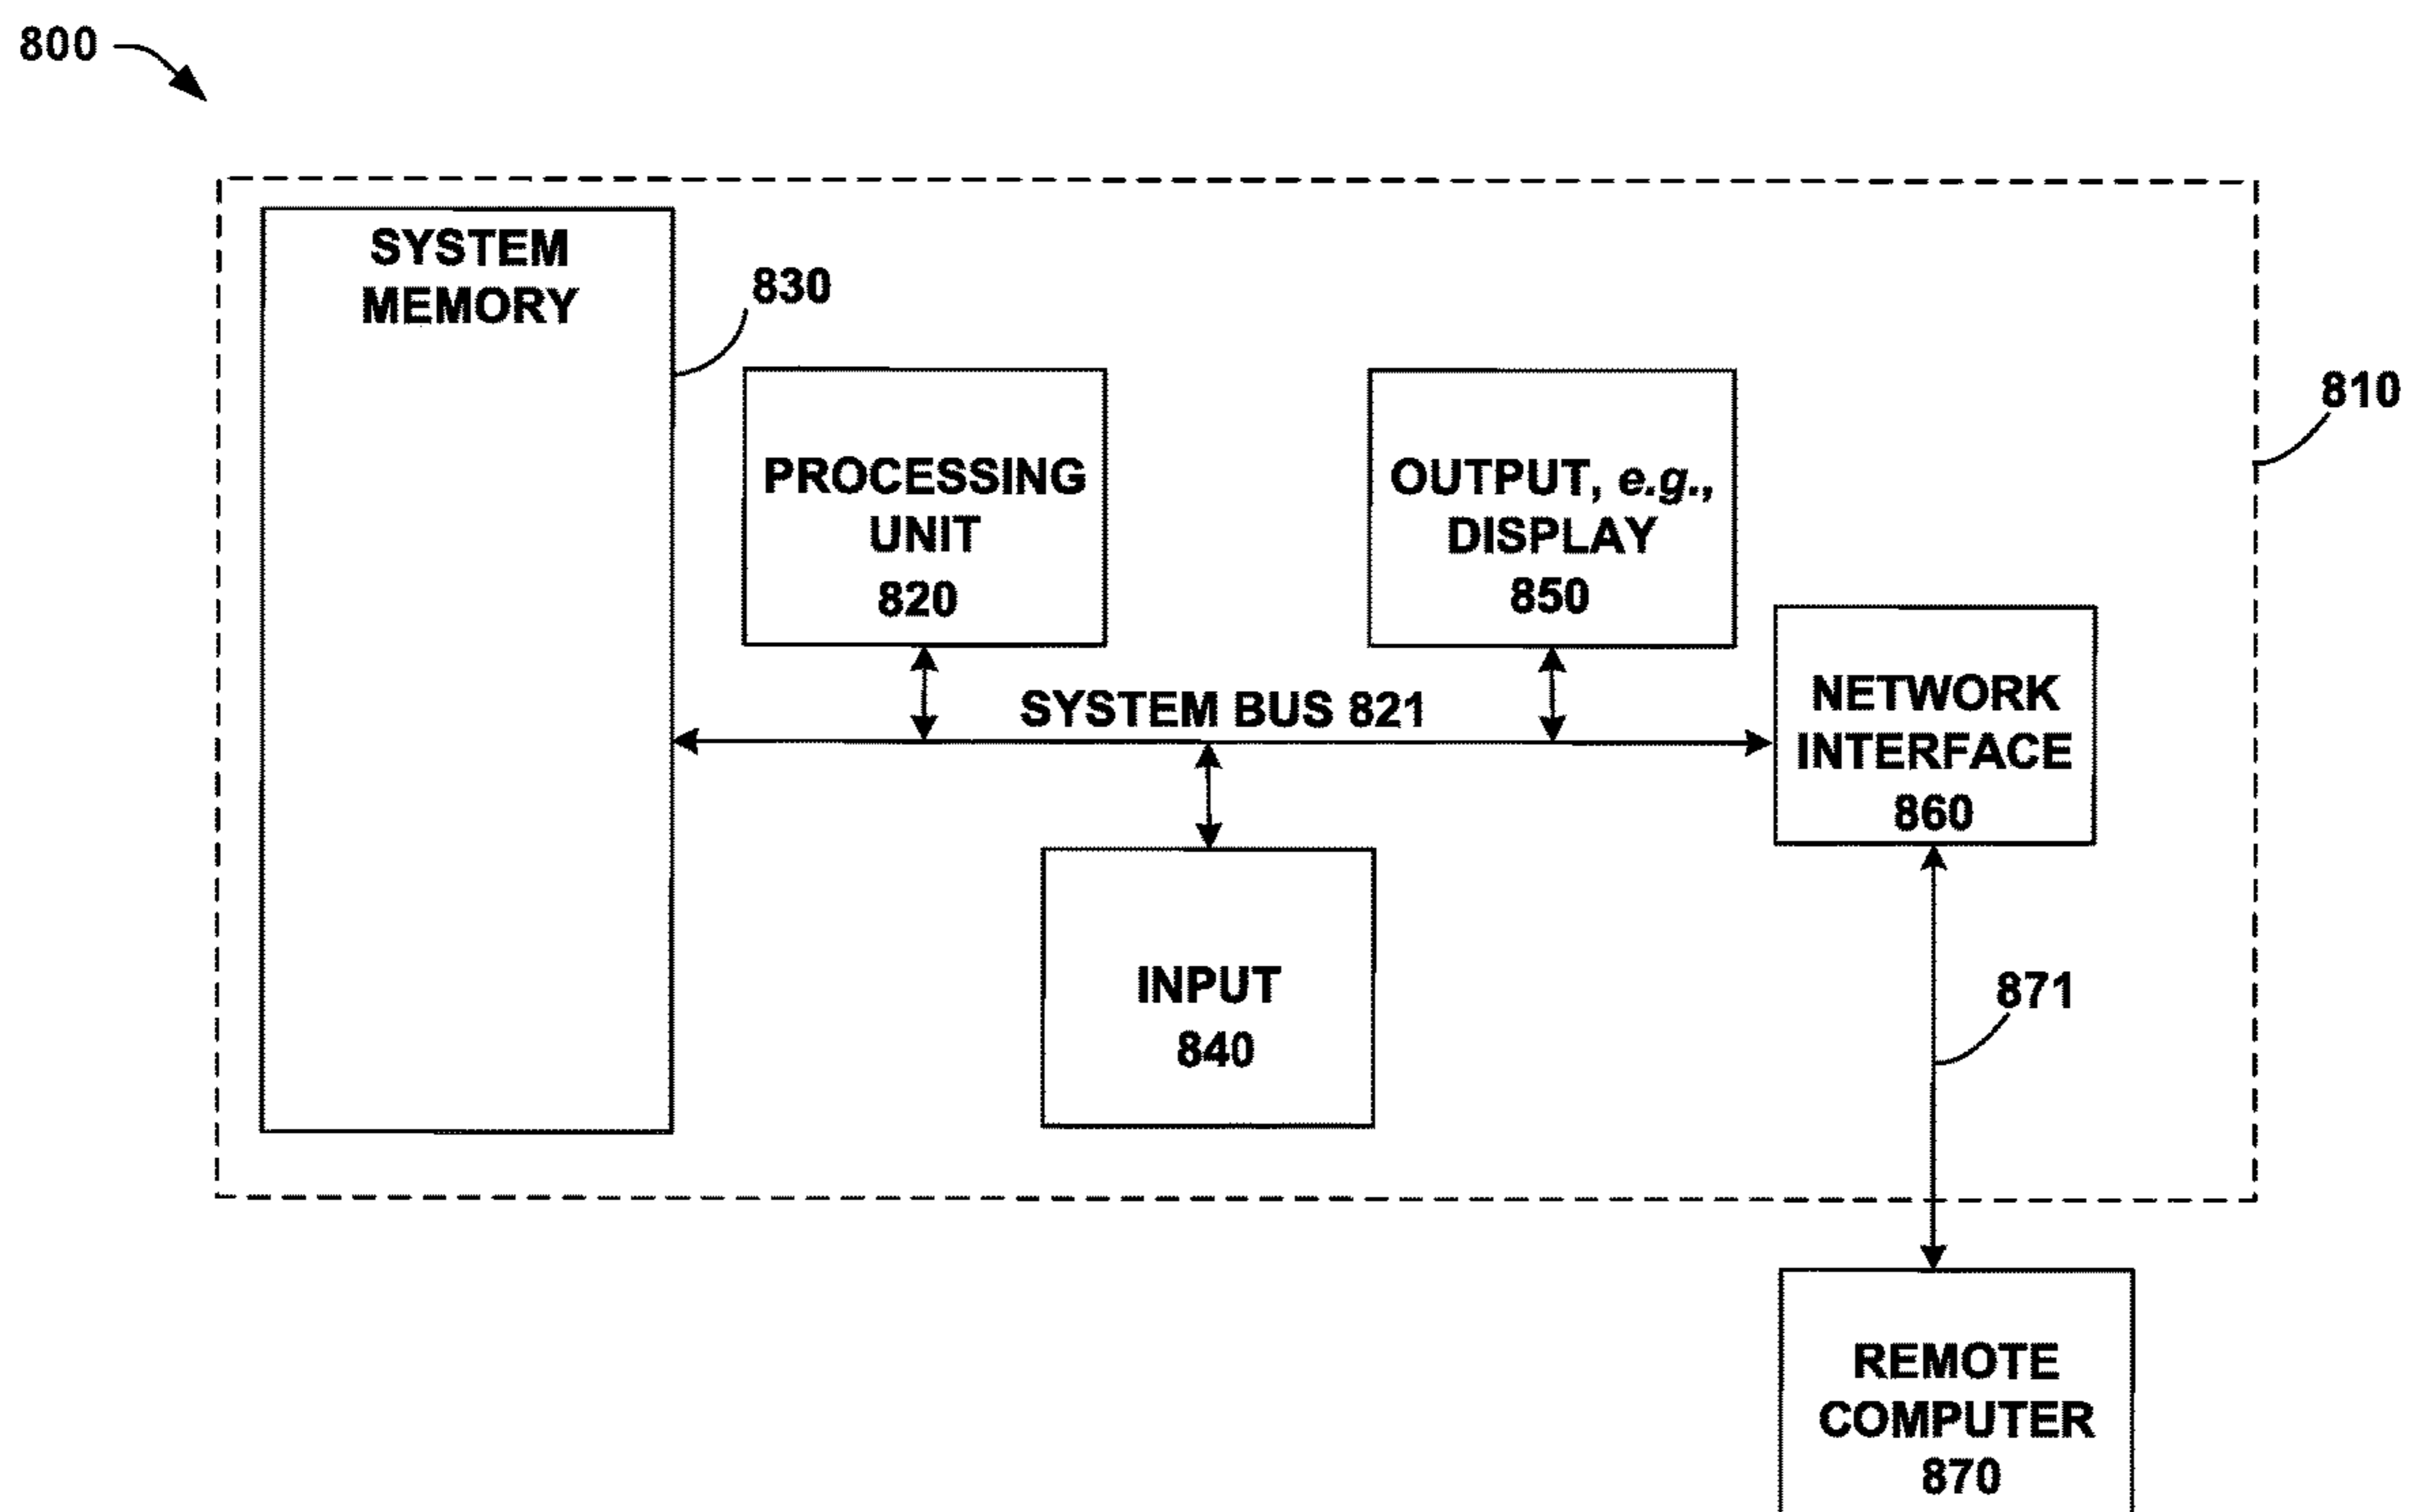 800
SYSTEM
MEMORY
830
810
PROCESSING
UNIT
820
OUTPUT, e.g.,
DISPLAY
850
SYSTEM BUS 821
NETWORK
INTERFACE
860
INPUT
840
871
REMOTE
COMPUTER
870